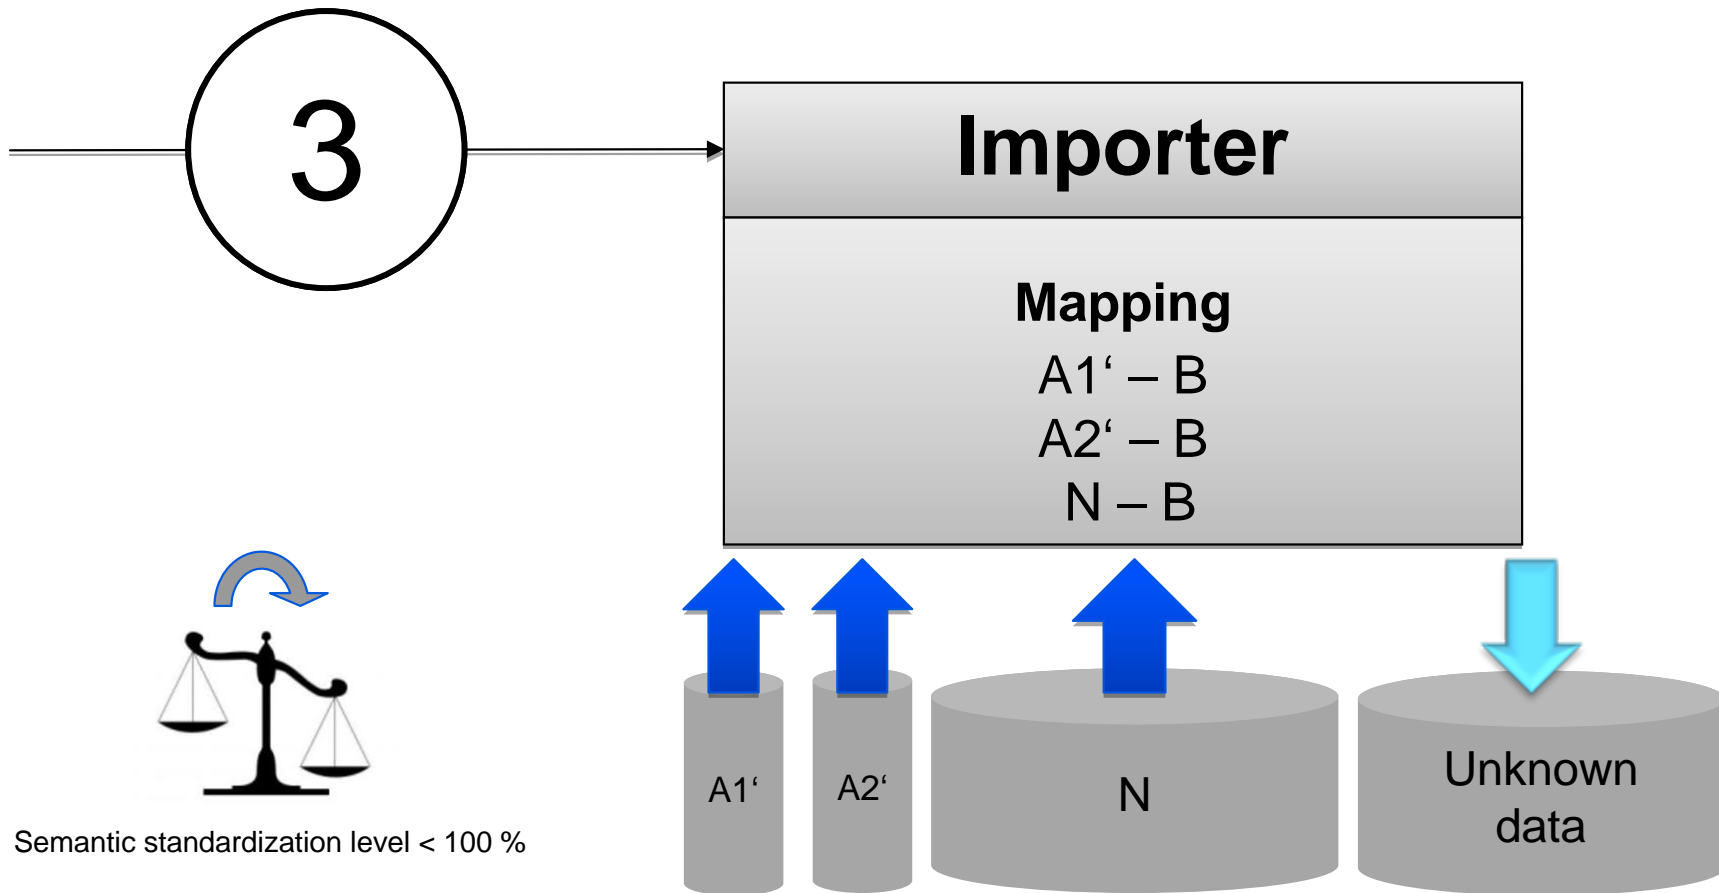 3
Importer
Mapping
A1‘ – B
A2‘ – B
N – B
A1‘
A2‘
N
Unknown
data
Semantic standardization level < 100 %